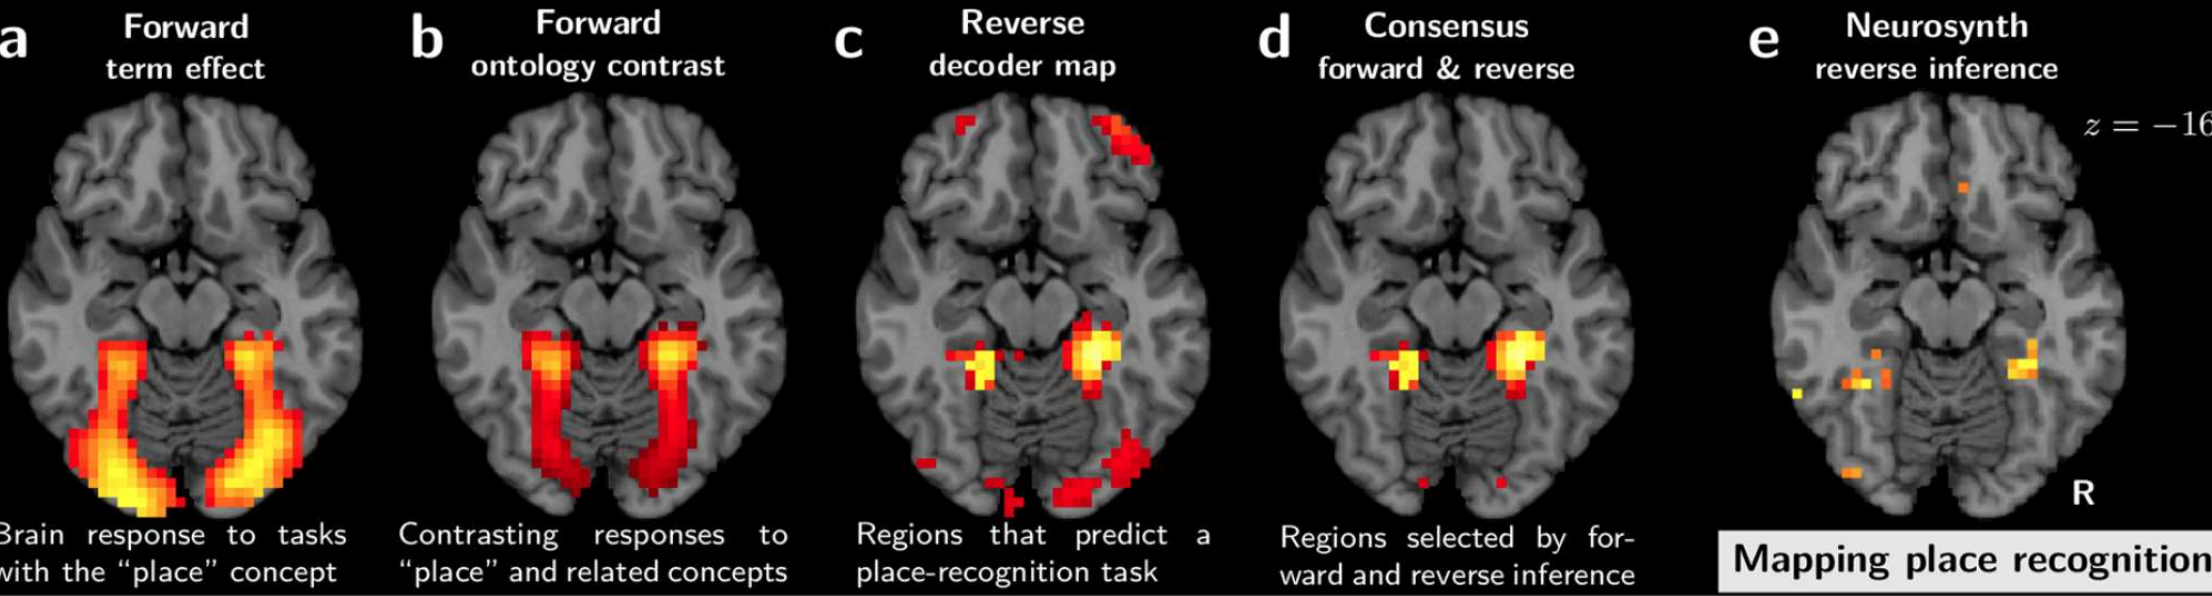 a
Forward
term effect
b
Forward
ontology contrast
c
Reverse
decoder map
d
Consensus
forward & reverse
e
Neurosynth
reverse inference
z = −16
R
Brain response to tasks
with the “place” concept
Contrasting responses to
“place” and related concepts
Regions that predict a
place-recognition task
Regions selected by for-
ward and reverse inference
Mapping place recognition